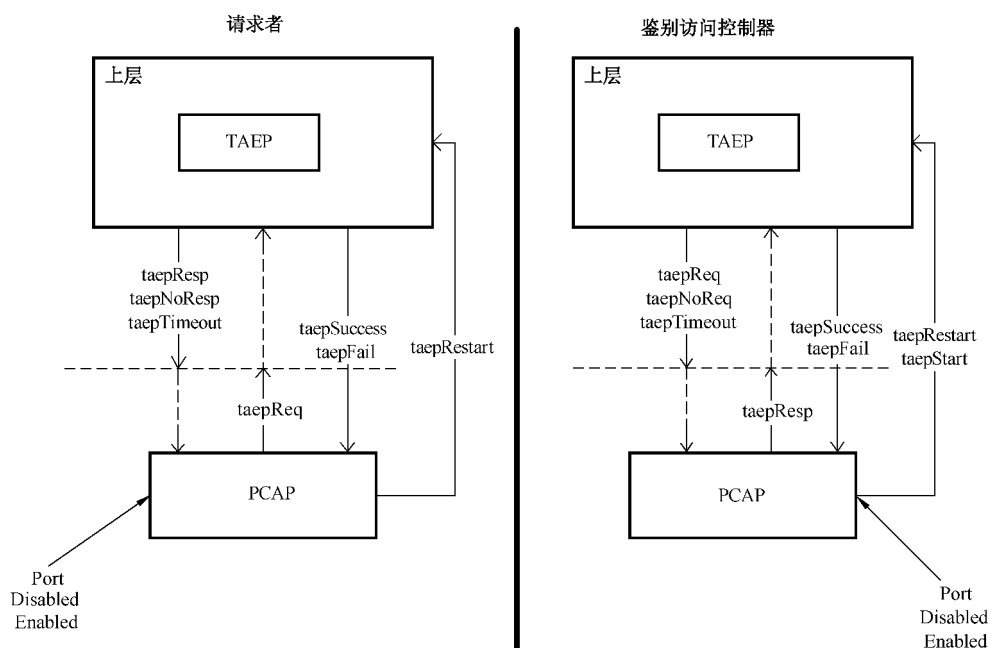 请求者
上层
TAEP
taepResp
taepNoResp
taepTimeout
taepSuccess
taepFail
taepRestart
taepReq
PCAP
Port
Disabled
Enabled
鉴别访问控制器
上层
TAEP
taepReq
taepNoReq
taepTimeout
taepSuccess
taepFail
taepRestart
taepStart
taepResp
PCAP
Port
Disabled
Enabled